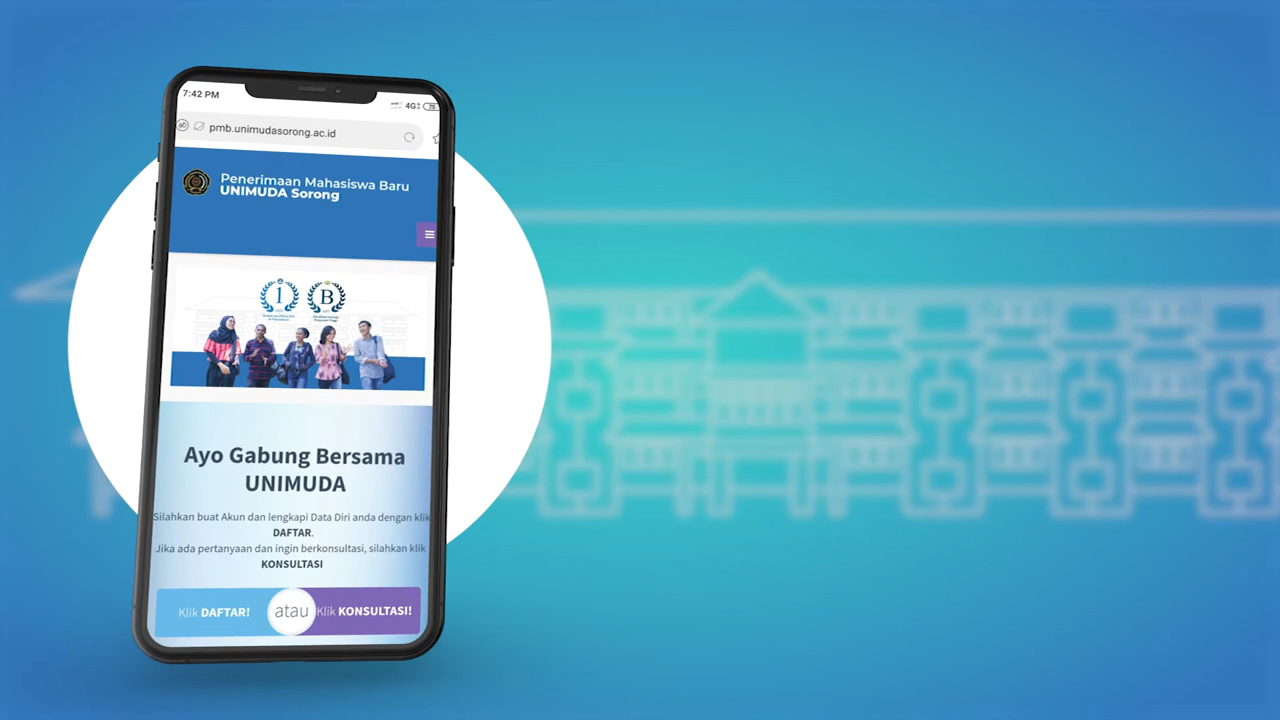 7:42 PM
4G
75
pmb.unimudasorong.ac.id
Penerimaan Mahasiswa Baru
UNIMUDA Sorong
1
B
Ayo Gabung Bersama
UNIMUDA
Silahkan buat Akun dan lengkapi Data Diri anda dengan klik
DAFTAR.
Jika ada pertanyaan dan ingin berkonsultasi, silahkan klik
KONSULTASI
Klik DAFTAR!
atau
Klik KONSULTASI!